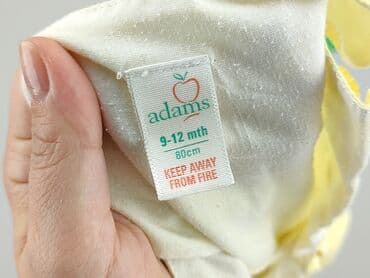 adams
9-12 mth
80cm
KEEP AWAY
FROM FIRE